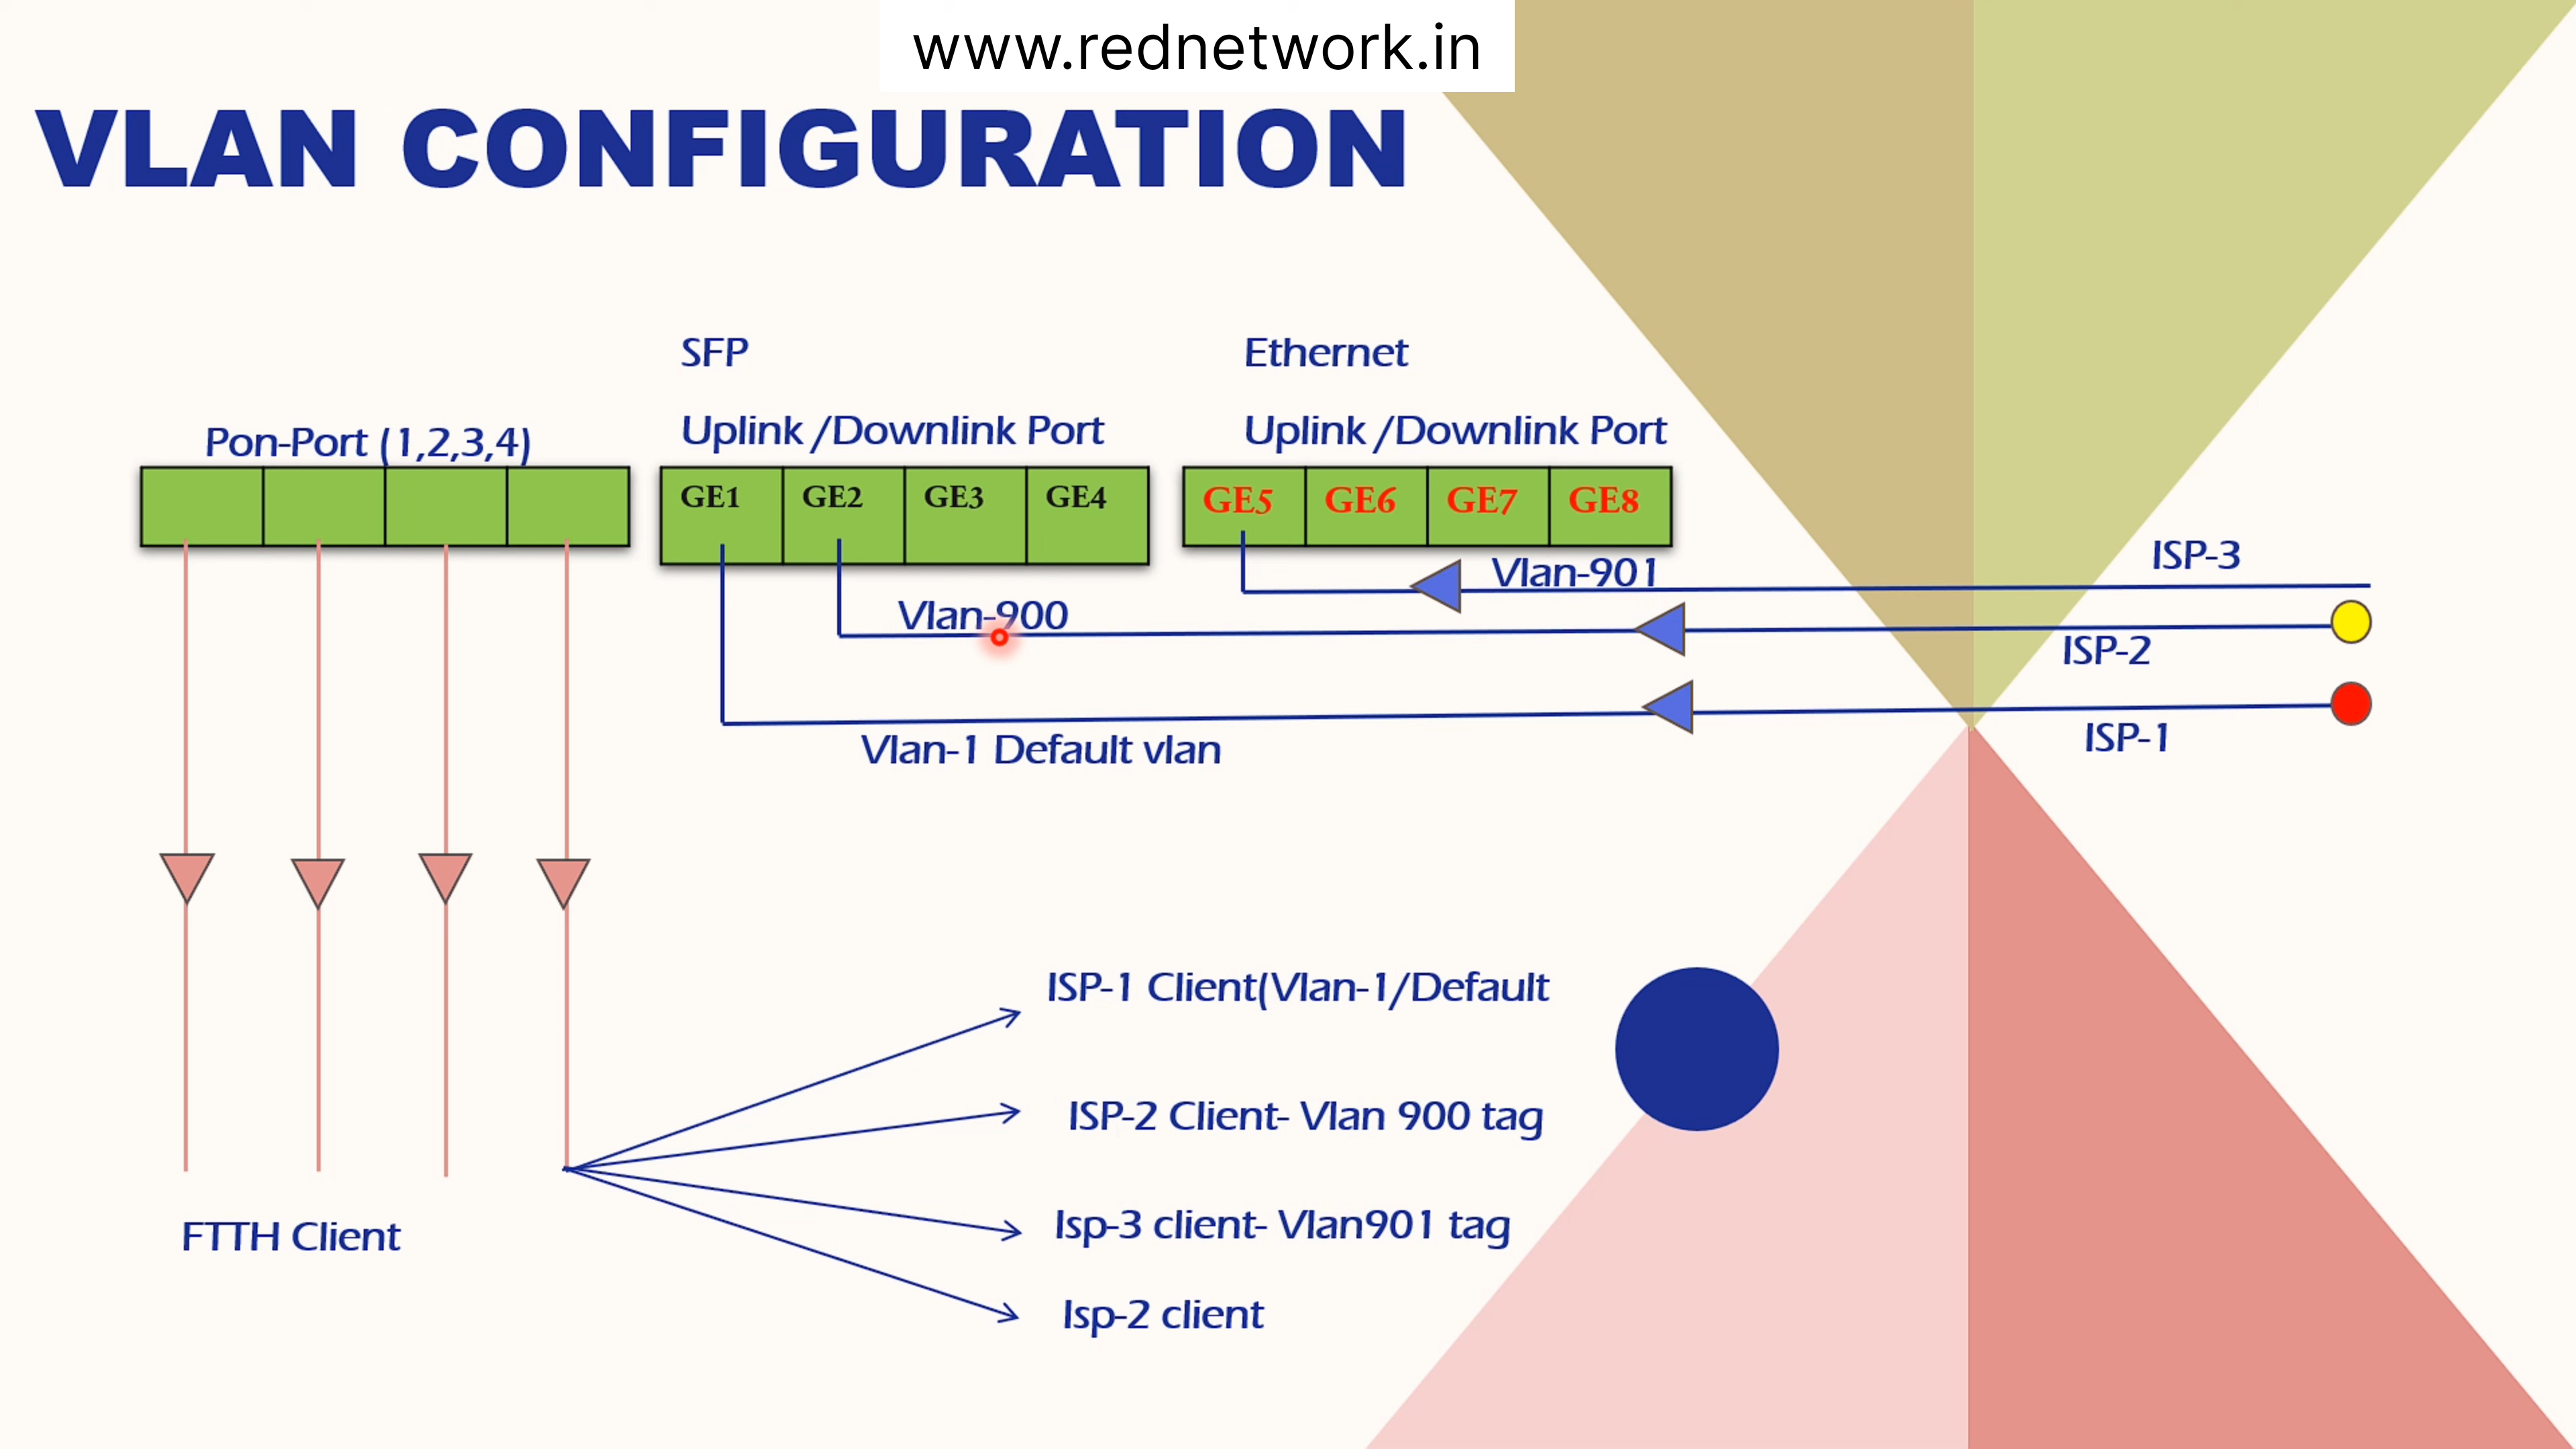 www.rednetwork.in
VLAN CONFIGURATION
SFP
Uplink /Downlink Port
Ethernet
Uplink /Downlink Port
Pon-Port (1,2,3,4)
GE1 GE2 GE3 GE4
GE5 GE6 GE7 GE8
Vlan-901
ISP-3
Vlan-900
ISP-2
Vlan-1 Default vlan
ISP-1
ISP-1 Client(Vlan-1/Default
ISP-2 Client- Vlan 900 tag
Isp-3 client- Vlan901 tag
Isp-2 client
FTTH Client